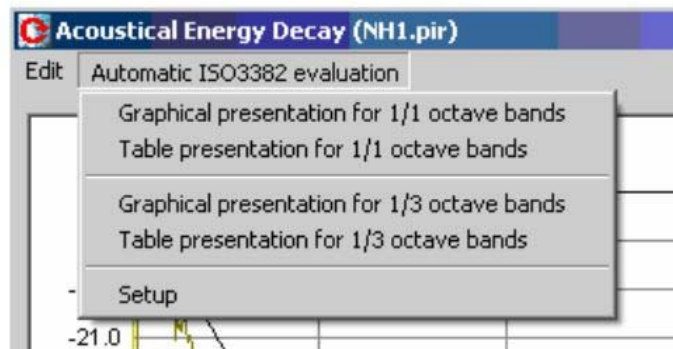 Acoustical Energy Decay (NH1.pir)
Edit Automatic ISO3382 evaluation
Graphical presentation for 1/1 octave bands
Table presentation for 1/1 octave bands
Graphical presentation for 1/3 octave bands
Table presentation for 1/3 octave bands
Setup
-21.0